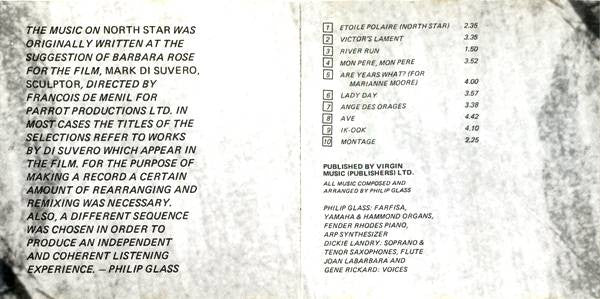 THE MUSIC ON NORTH STAR WAS
ORIGINALLY WRITTEN AT THE
SUGGESTION OF BARBARA ROSE
FOR THE FILM, MARK DI SUVERO,
SCULPTOR, DIRECTED BY
FRANCOIS DE MENIL FOR
PARROT PRODUCTIONS LTD. IN
MOST CASES THE TITLES OF THE
SELECTIONS REFER TO WORKS
BY DI SUVERO WHICH APPEAR IN
THE FILM. FOR THE PURPOSE OF
MAKING A RECORD A CERTAIN
AMOUNT OF REARRANGING AND
REMIXING WAS NECESSARY.
ALSO, A DIFFERENT SEQUENCE
WAS CHOSEN IN ORDER TO
PRODUCE AN INDEPENDENT
AND COHERENT LISTENING
EXPERIENCE. – PHILIP GLASS
1 ETOILE POLAIRE (NORTH STAR) 2.35
2 VICTOR'S LAMENT 3.35
3 RIVER RUN 1.50
4 MON PERE, MON PERE 3.52
5 ARE YEARS WHAT? (FOR
MARIANNE MOORE) 4.00
6 LADY DAY 3.57
7 ANGE DES ORAGES 3.38
8 AVE 4.42
9 IK-OOK 4.10
10 MONTAGE 2.25
PUBLISHED BY VIRGIN
MUSIC (PUBLISHERS) LTD.
ALL MUSIC COMPOSED AND
ARRANGED BY PHILIP GLASS
PHILIP GLASS: FARFISA,
YAMAHA & HAMMOND ORGANS,
FENDER RHODES PIANO,
ARP SYNTHESIZER
DICKIE LANDRY: SOPRANO &
TENOR SAXOPHONES, FLUTE
JOAN LABARBARA AND
GENE RICKARD: VOICES